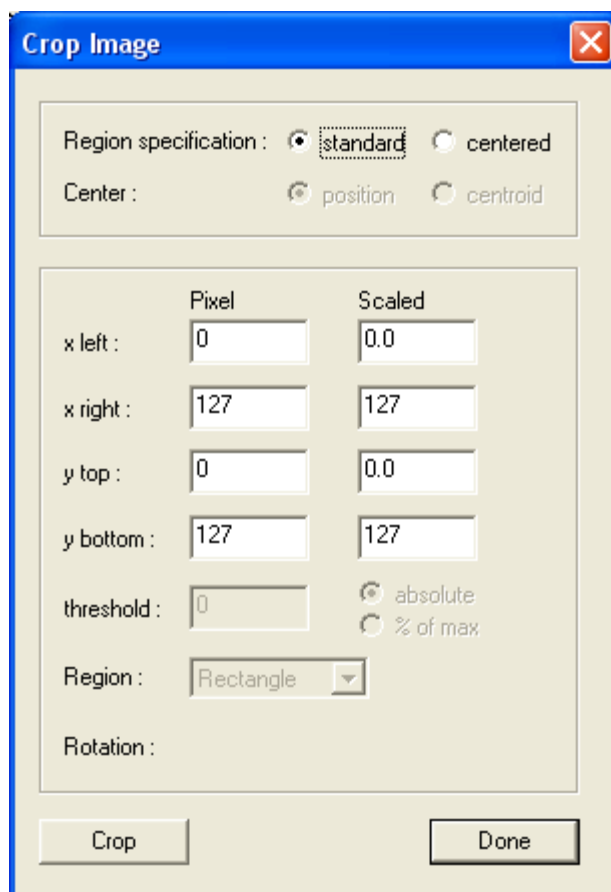 Crop Image
Region specification : standard centered
Center : position centroid
Pixel Scaled
x left : 0 0.0
x right : 127 127
y top : 0 0.0
y bottom : 127 127
threshold : 0 absolute
% of max
Region : Rectangle
Rotation :
Crop Done